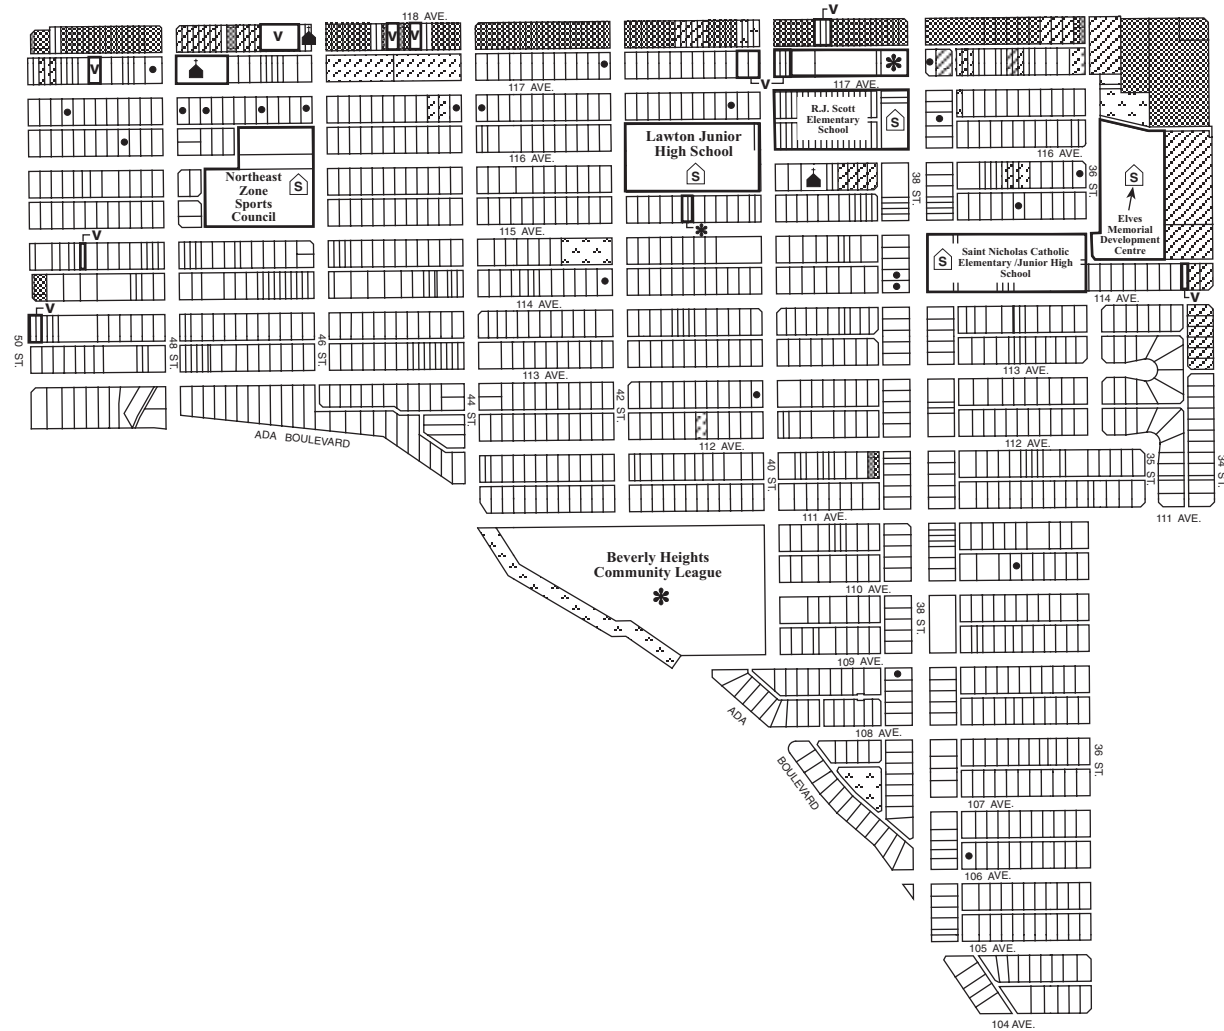 118 AVE.
V
V
V V
V
V
117 AVE.
V
117 AVE.
R.J. Scott
Elementary
School
S
Lawton Junior
High School
S
116 AVE.
116 AVE.
36 ST.
38 ST.
Northeast
Zone
Sports
Council
S
S
Elves
Memorial
Development
Centre
V
115 AVE.
S
Saint Nicholas Catholic
Elementary /Junior High
School
V
114 AVE.
114 AVE.
V
50 ST.
48 ST.
46 ST.
113 AVE.
113 AVE.
44 ST.
42 ST.
ADA BOULEVARD
112 AVE.
112 AVE.
40 ST.
35 ST.
34 ST.
111 AVE.
111 AVE.
Beverly Heights
Community League
110 AVE.
38 ST.
109 AVE.
ADA
BOULEVARD
108 AVE.
36 ST.
107 AVE.
106 AVE.
105 AVE.
104 AVE.